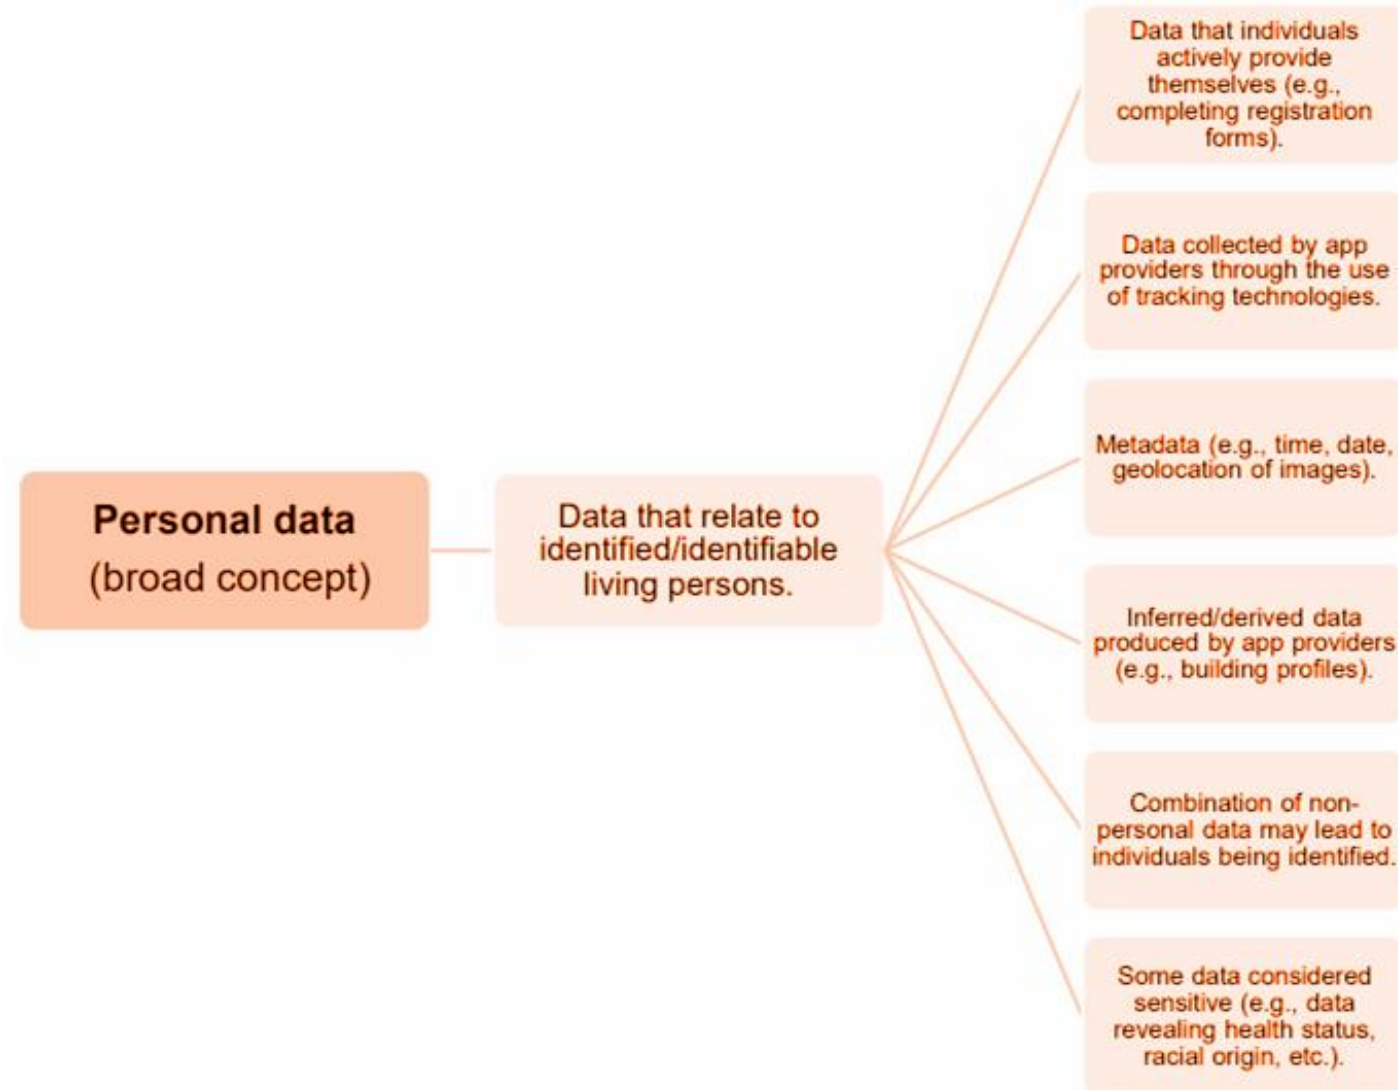 Personal data
(broad concept)
Data that relate to
identified/identifiable
living persons.
Data that individuals
actively provide
themselves (e.g.,
completing registration
forms).
Data collected by app
providers through the use
of tracking technologies.
Metadata (e.g., time, date,
geolocation of images).
Inferred/derived data
produced by app providers
(e.g., building profiles).
Combination of non-
personal data may lead to
individuals being identified.
Some data considered
sensitive (e.g., data
revealing health status,
racial origin, etc.).